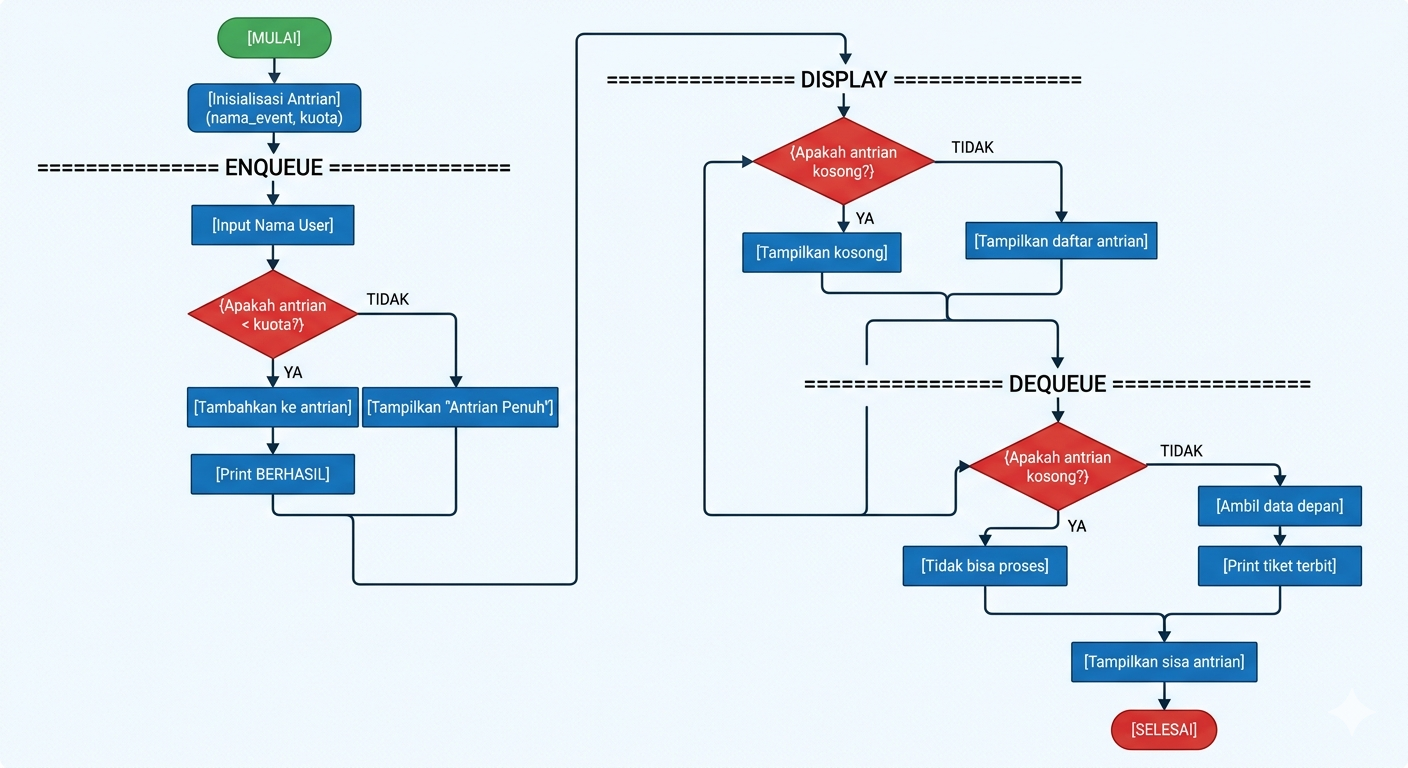 [MULAI]
[Inisialisasi Antrian]
(nama_event, kuota)
=============== ENQUEUE ===============
[Input Nama User]
{Apakah antrian
< kuota?}
TIDAK
YA
[Tambahkan ke antrian]
[Tampilkan "Antrian Penuh"]
[Print BERHASIL]
================ DISPLAY ================
{Apakah antrian
kosong?}
TIDAK
YA
[Tampilkan kosong]
[Tampilkan daftar antrian]
================= DEQUEUE =================
{Apakah antrian
kosong?}
TIDAK
YA
[Ambil data depan]
[Tidak bisa proses]
[Print tiket terbit]
[Tampilkan sisa antrian]
[SELESAI]